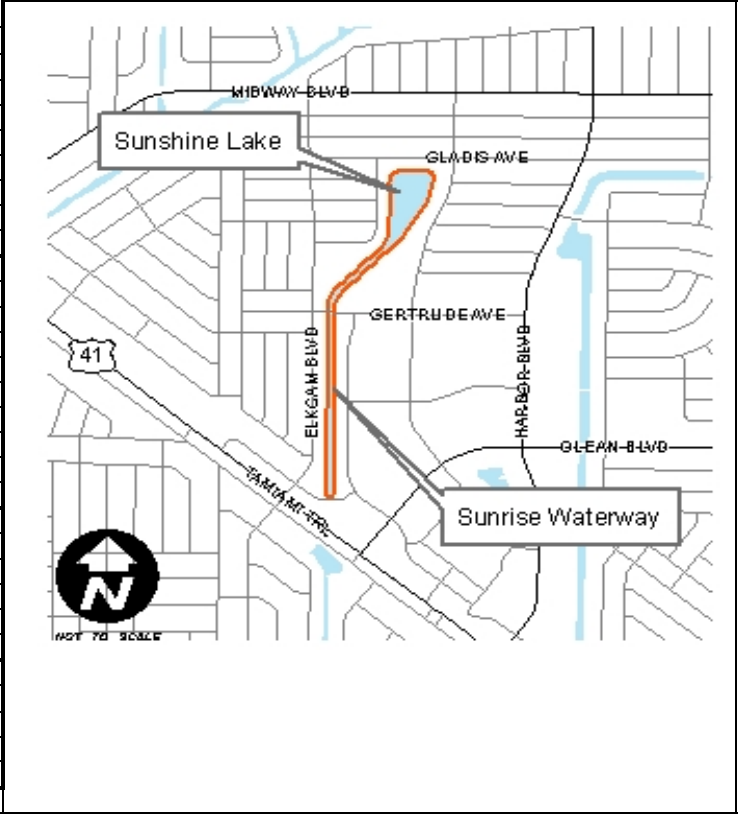 MIDWAY BLVD
Sunshine Lake
GLADIS AVE
GERTRUDE AVE
41
ELKCAM BLVD
HARBOR BLVD
OLEAN BLVD
TAMIAMI TRL
Sunrise Waterway
N
NOT TO SCALE